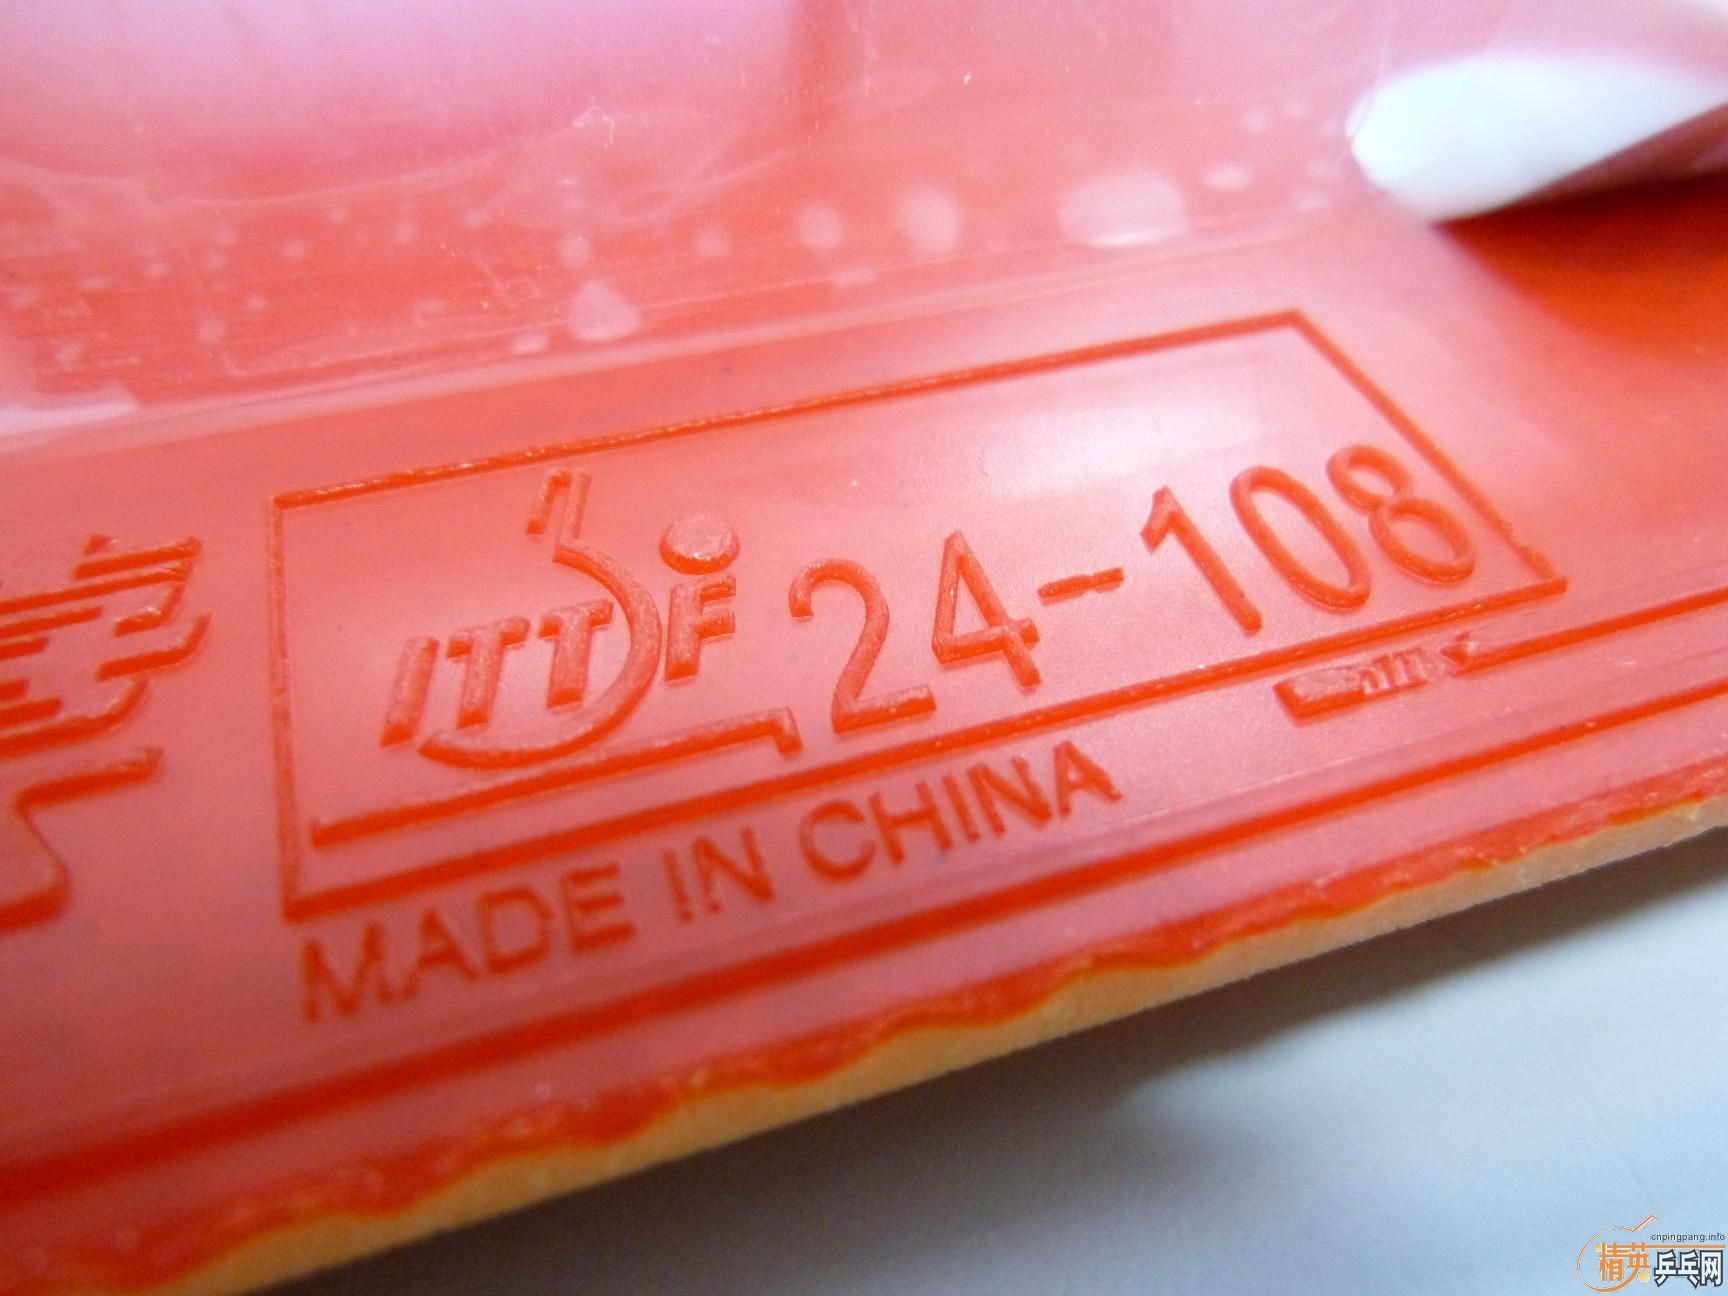 ITTF 24-108
MADE IN CHINA
cnpingpang.info
精英乒乓网